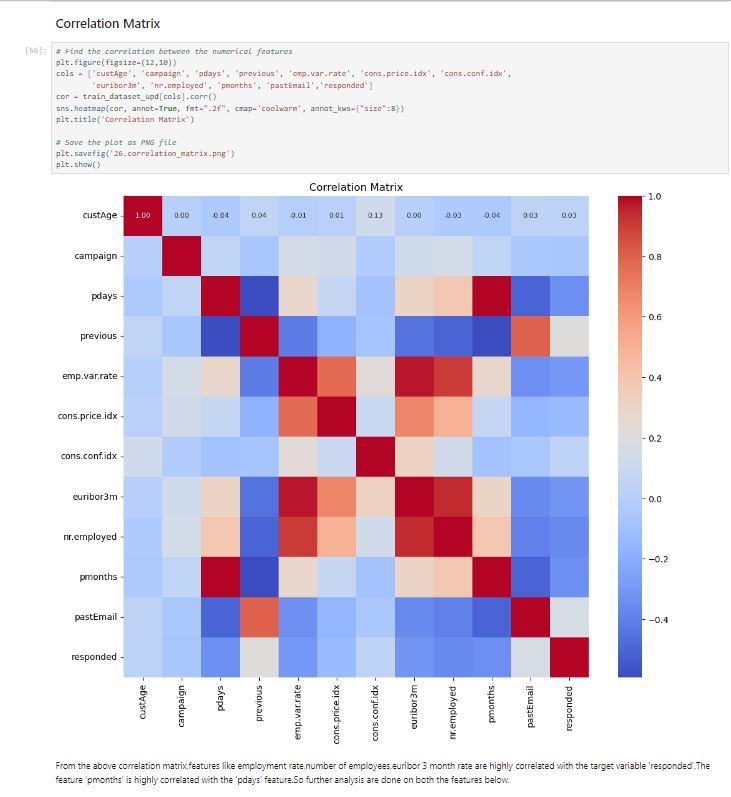 Correlation Matrix
[56]:
# Find the correlation between the numerical features
plt.figure(figsize=(12,10))
cols = ['custAge', 'campaign', 'pdays', 'previous', 'emp.var.rate', 'cons.price.idx', 'cons.conf.idx',
'euribor3m', 'nr.employed', 'pmonths', 'pastEmail','responded']
cor = train_dataset_upd[cols].corr()
sns.heatmap(cor, annot=True, fmt=".2f", cmap='coolwarm', annot_kws={"size":8})
plt.title('Correlation Matrix')
# Save the plot as PNG file
plt.savefig('26.correlation_matrix.png')
plt.show()
Correlation Matrix
custAge 1.00 0.00 -0.04 0.04 -0.01 0.01 0.13 0.00 -0.03 -0.04 0.03 0.03
campaign
pdays
previous
emp.var.rate
cons.price.idx
cons.conf.idx
euribor3m
nr.employed
pmonths
pastEmail
responded
custAge campaign pdays previous emp.var.rate cons.price.idx cons.conf.idx euribor3m nr.employed pmonths pastEmail responded
1.0
0.8
0.6
0.4
0.2
0.0
−0.2
−0.4
From the above correlation matrix,features like employment rate,number of employees,euribor 3 month rate are highly correlated with the target variable 'responded'.The
feature 'pmonths' is highly correlated with the 'pdays' feature.So further analysis are done on both the features below.